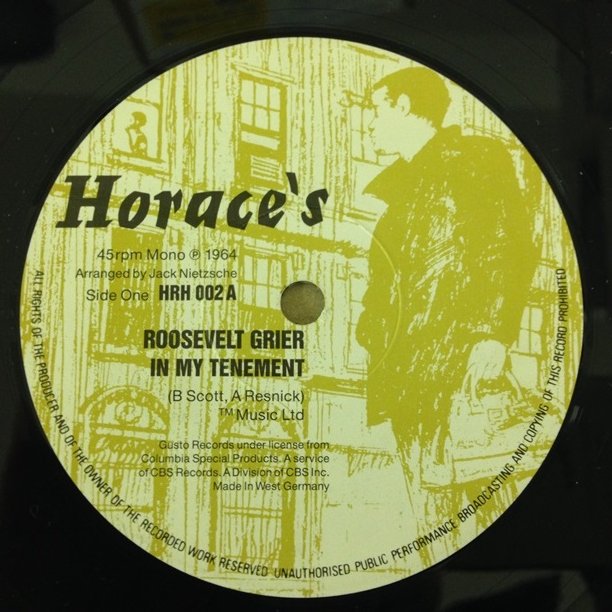 Horace's
45rpm Mono ℗ 1964
Arranged by Jack Nietzsche
Side One HRH 002 A
ROOSEVELT GRIER
IN MY TENEMENT
(B Scott, A Resnick)
™Music Ltd
Gusto Records under license from
Columbia Special Products. A service
of CBS Records. A Division of CBS Inc.
Made In West Germany
ALL RIGHTS OF THE PRODUCER AND OF THE OWNER OF THE RECORDED WORK RESERVED. UNAUTHORISED PUBLIC PERFORMANCE BROADCASTING AND COPYING OF THIS RECORD PROHIBITED